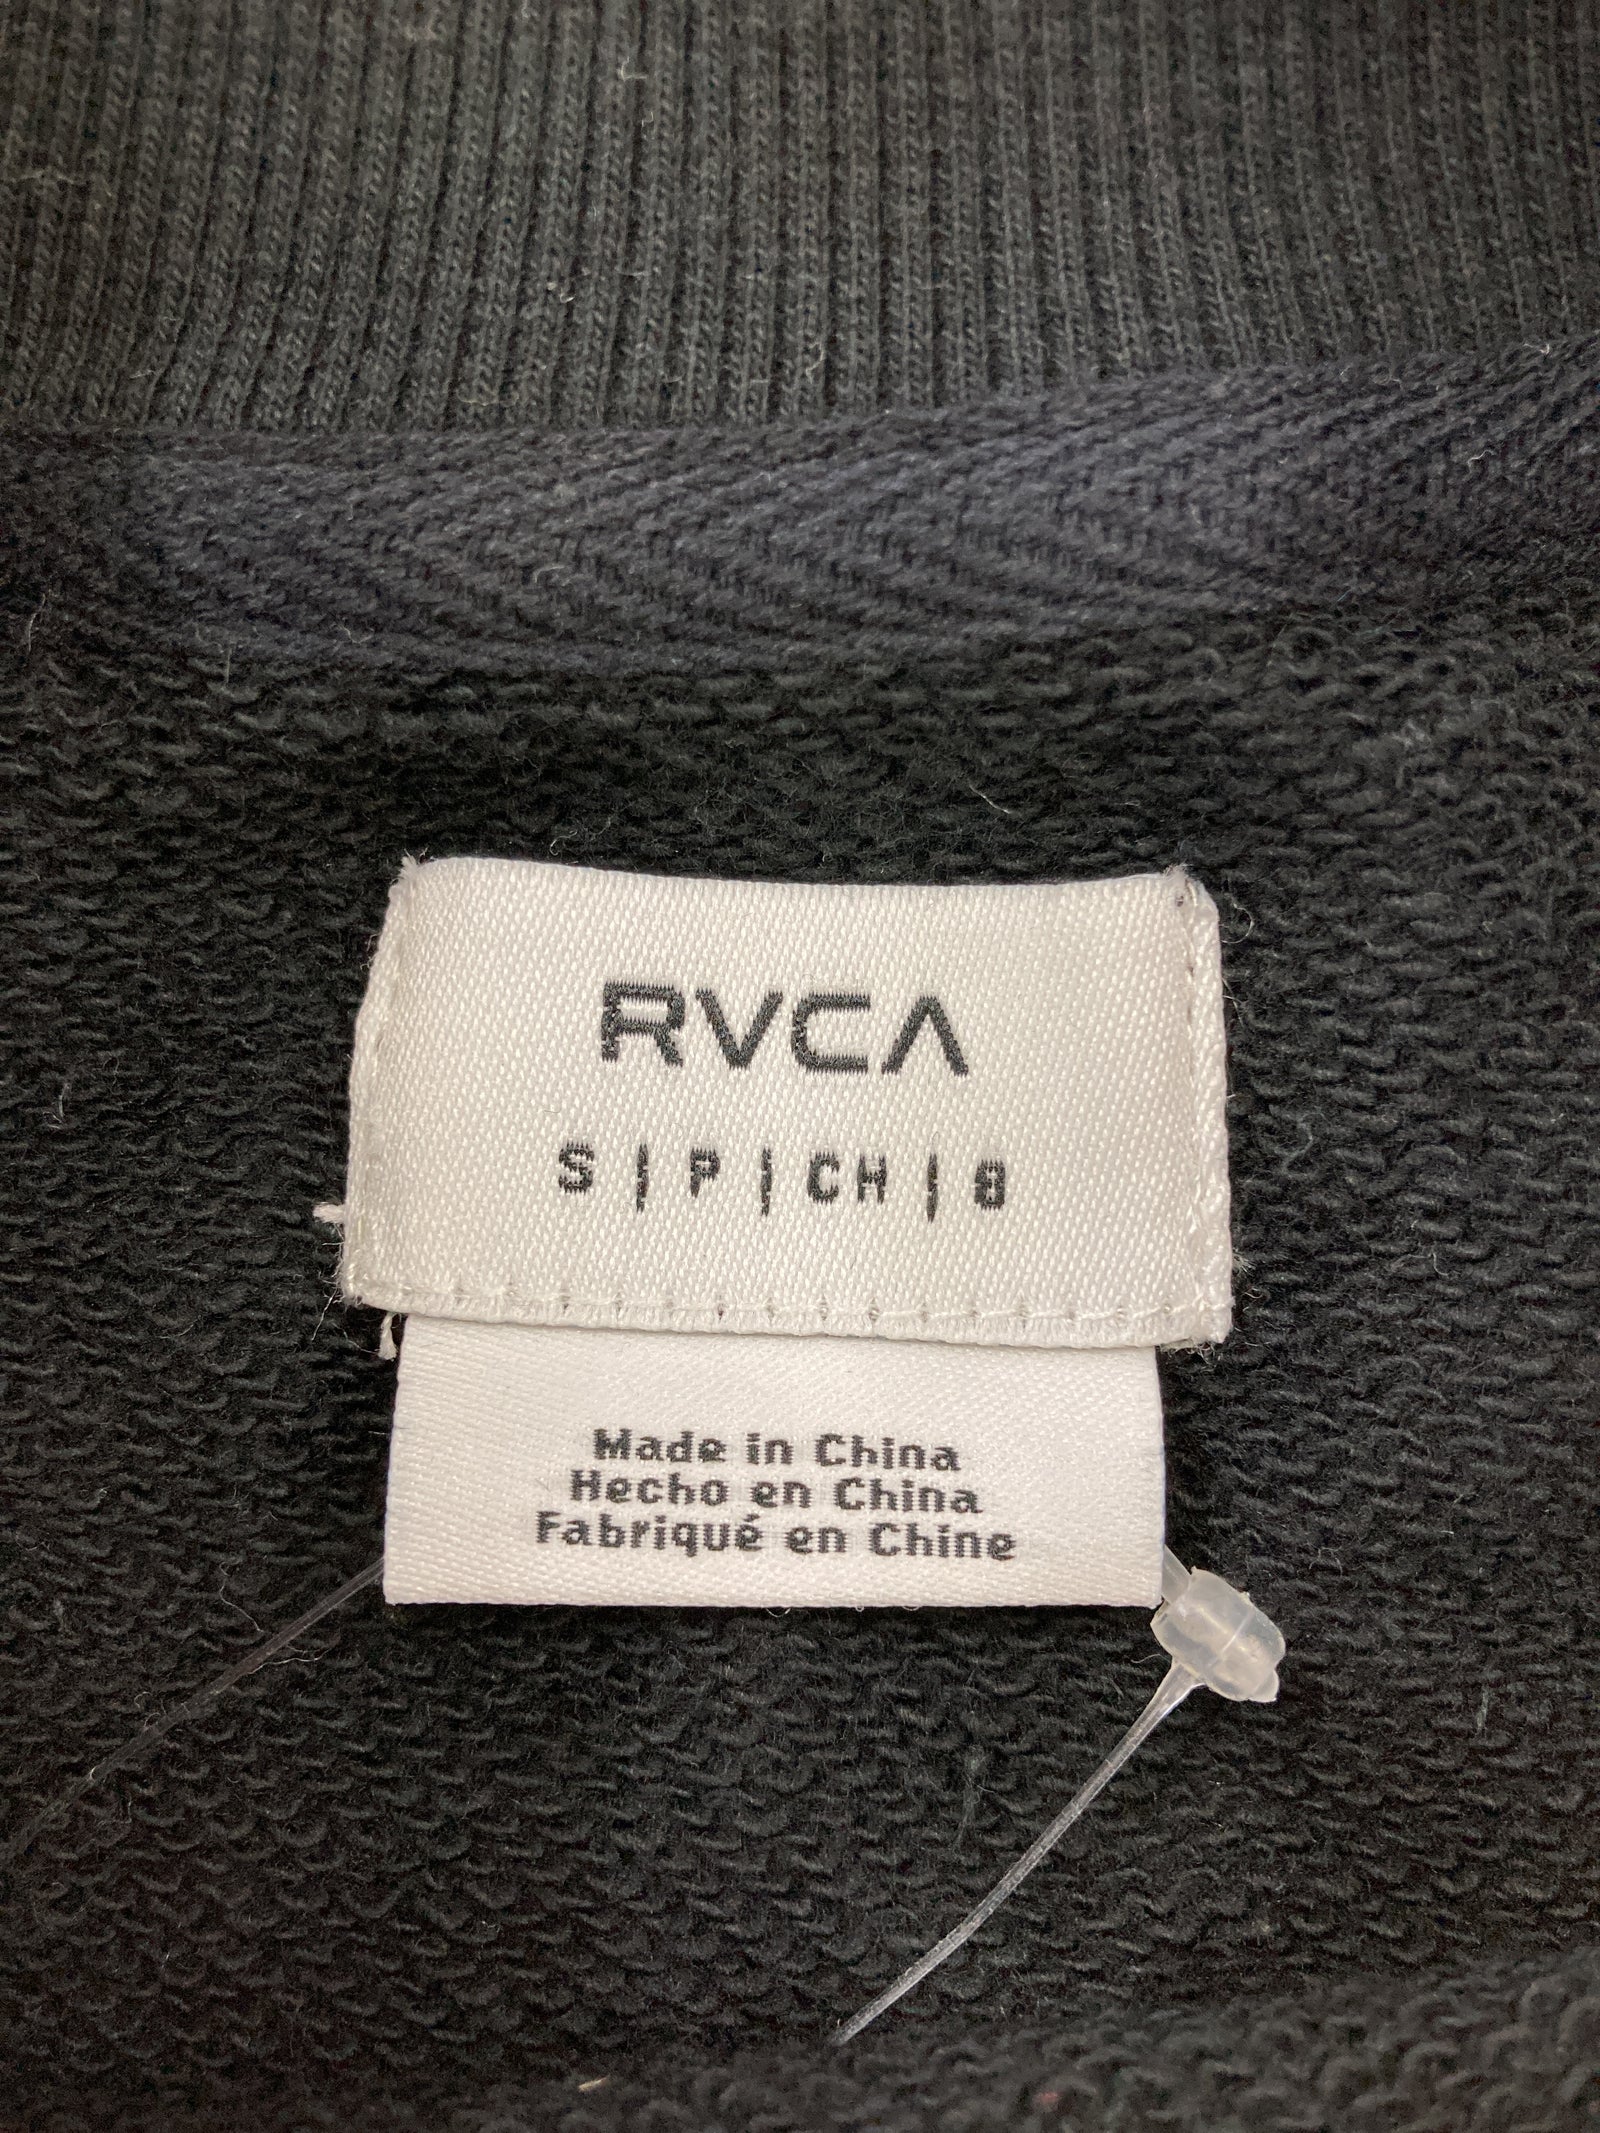 RVCA
S | P | CH | 8
Made in China
Hecho en China
Fabriqué en Chine